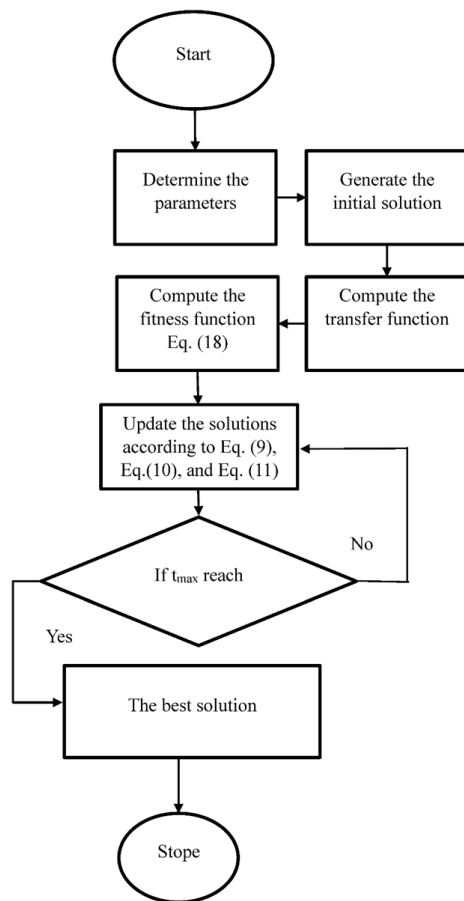 Start
Determine the
parameters
Generate the
initial solution
Compute the
transfer function
Compute the
fitness function
Eq. (18)
Update the solutions
according to Eq. (9),
Eq.(10), and Eq. (11)
If tmax reach
No
Yes
The best solution
Stope